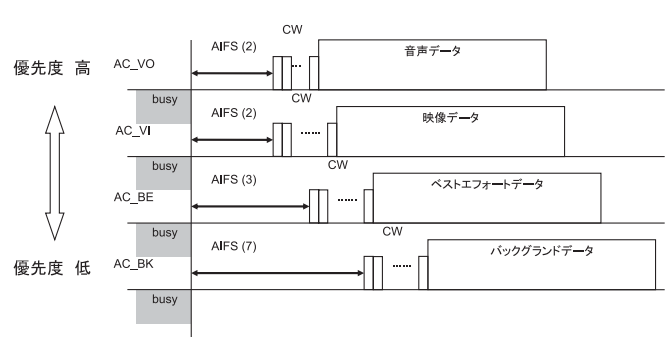 CW
優先度 高
AC_VO
AIFS (2)
...
音声データ
busy
CW
AC_VI
AIFS (2)
......
映像データ
busy
CW
AC_BE
AIFS (3)
......
ベストエフォートデータ
busy
CW
優先度 低
AC_BK
AIFS (7)
......
バックグランドデータ
busy